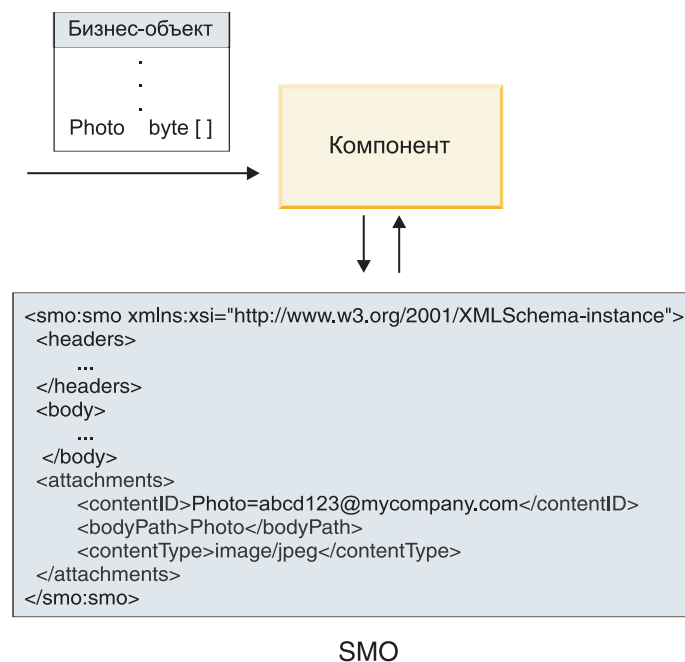 Бизнес-объект
.
.
.
Photo byte [ ]
Компонент
<smo:smo xmlns:xsi="http://www.w3.org/2001/XMLSchema-instance">
<headers>
...
</headers>
<body>
...
</body>
<attachments>
<contentID>Photo=abcd123@mycompany.com</contentID>
<bodyPath>Photo</bodyPath>
<contentType>image/jpeg</contentType>
</attachments>
</smo:smo>
SMO